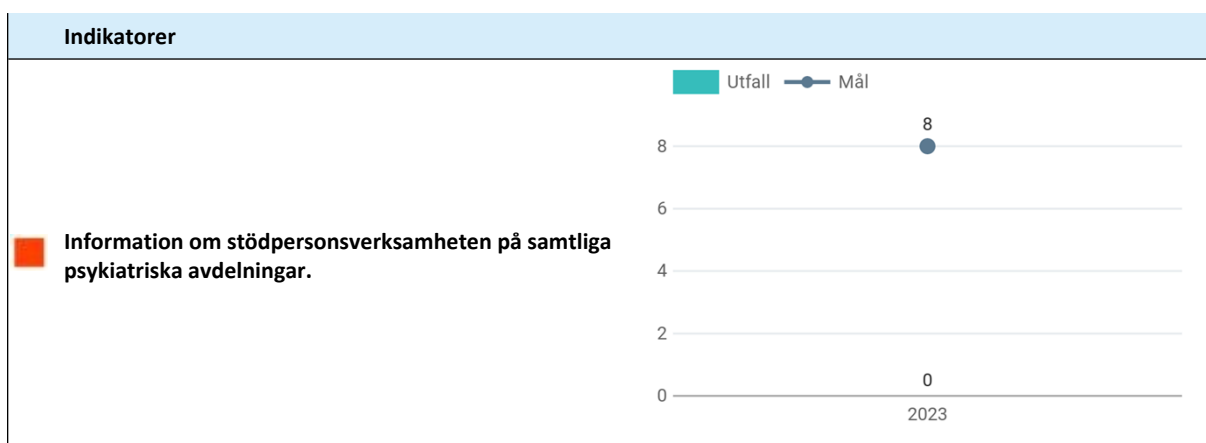 Indikatorer
Utfall Mål
8
8
6
Information om stödpersonsverksamheten på samtliga
psykiatriska avdelningar.
4
2
0
0
2023